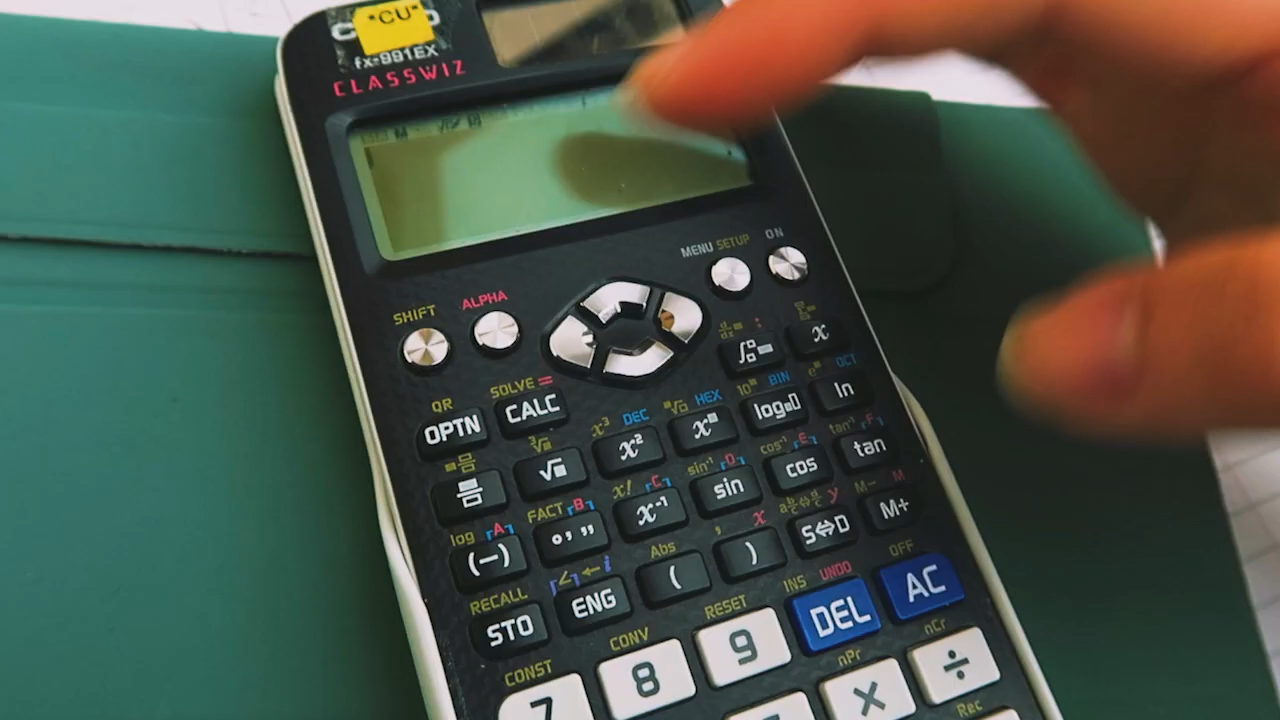 "CU"
fx-991EX
CLASSWIZ
MENU SETUP ON
SHIFT ALPHA
QR SOLVE =
OPTN CALC
x³ DEC HEX 10■ BIN e■ OCT
x² x■ log■□ ln x
√■ sin⁻¹ D cos⁻¹ E tan⁻¹ F
sin cos tan
log A FACT B x! C , x a b/c⇔d/c y M− M
(−) °’ ” x⁻¹ ( ) S⇔D M+
RECALL ∠ ← i Abs
STO ENG
INS UNDO OFF
DEL AC
CONST CONV RESET nPr nCr
7 8 9 × ÷
Rec